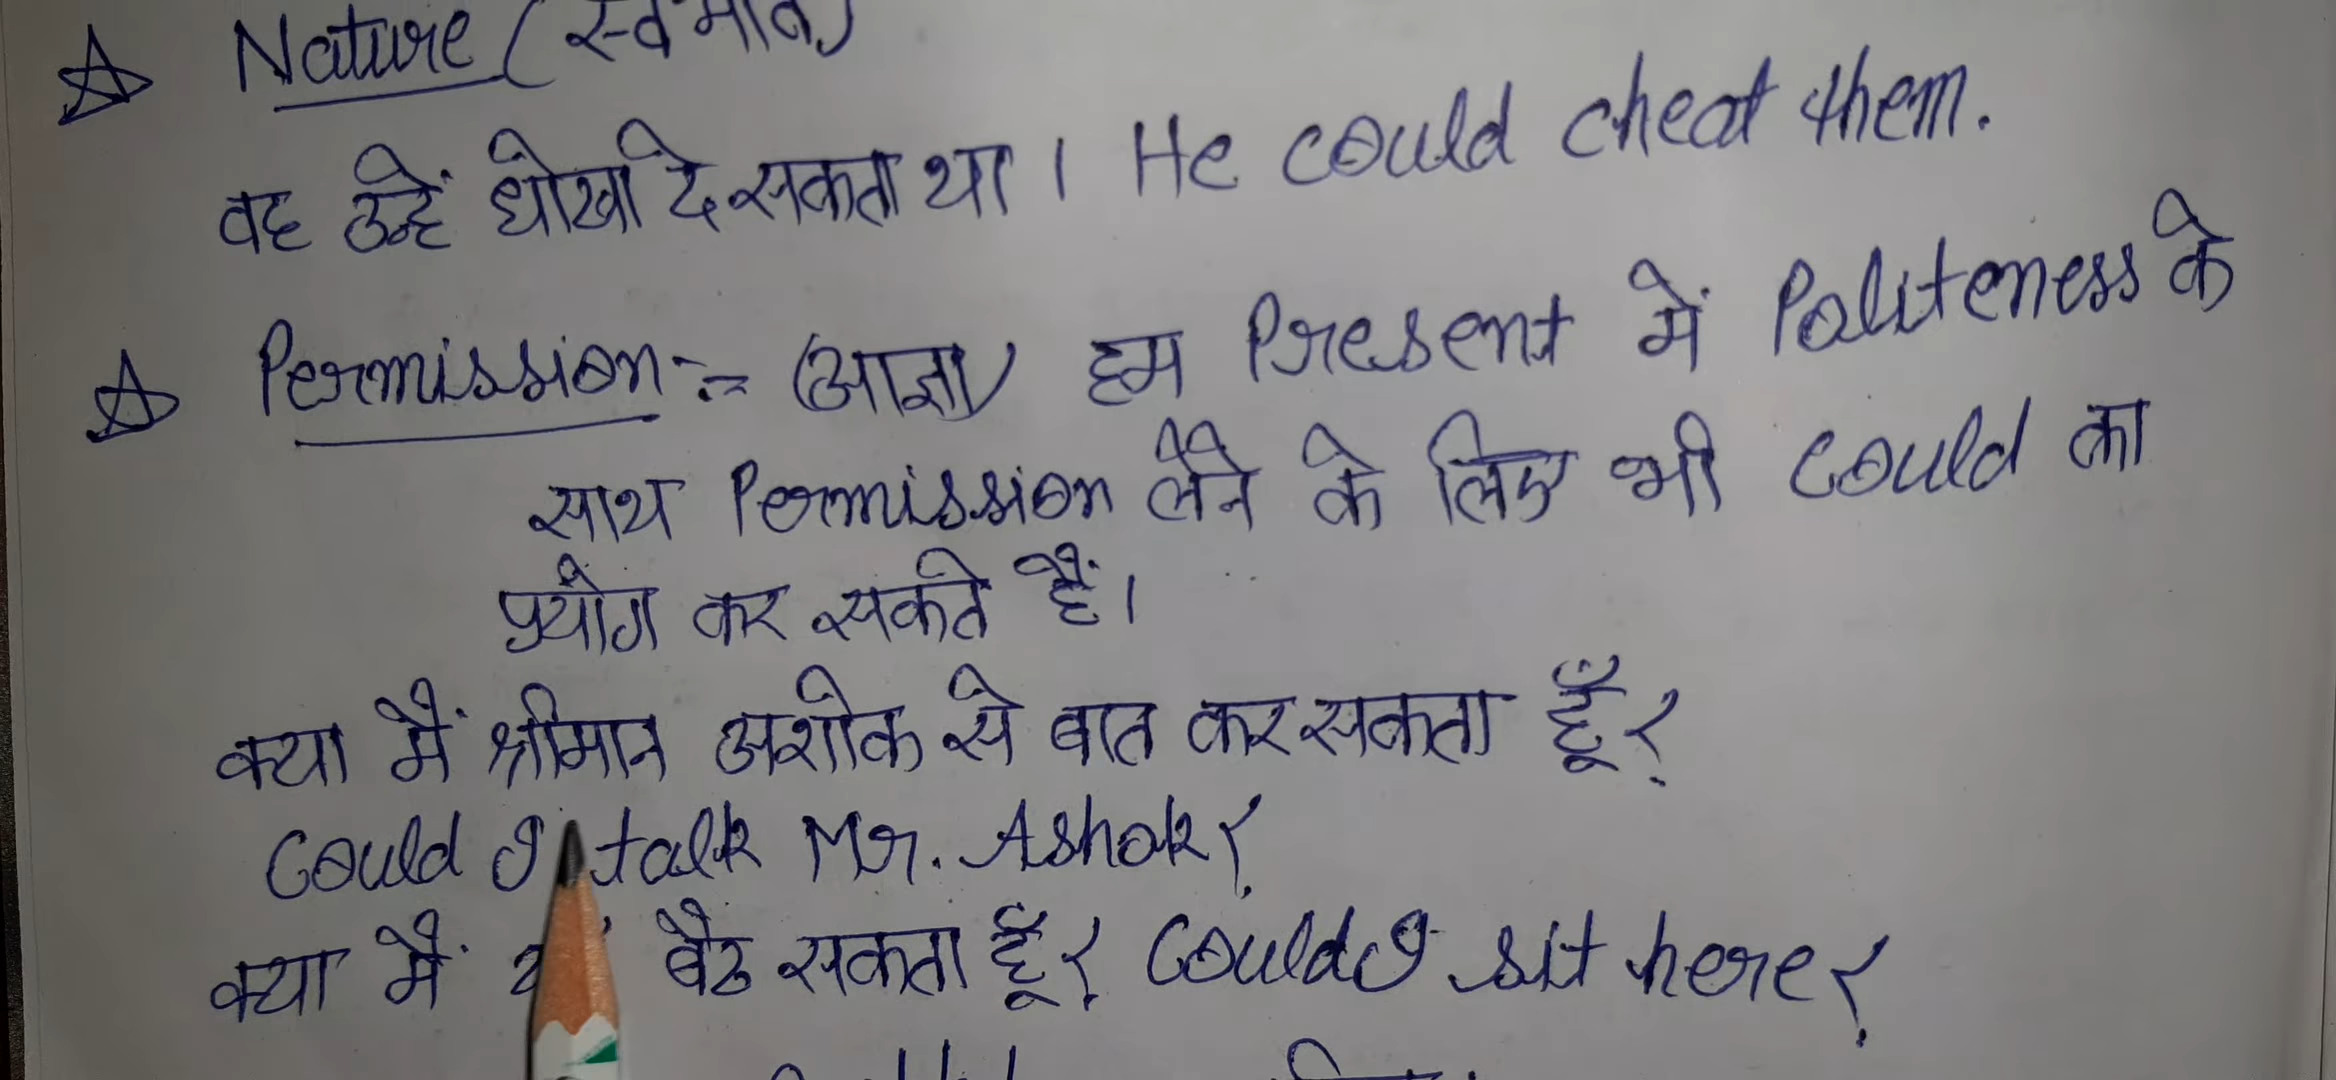 ☆ Nature (स्वभाव)
वह उन्हें धोखा दे सकता था। He could cheat them.
☆ Permission :- (आज्ञा) हम Present में Politeness के
साथ Permission लेने के लिए भी could का
प्रयोग कर सकते हैं।
क्या मैं श्रीमान अशोक से बात कर सकता हूँ?
Could I talk Mr. Ashok?
क्या मैं बैठ सकता हूँ? Could I sit here?